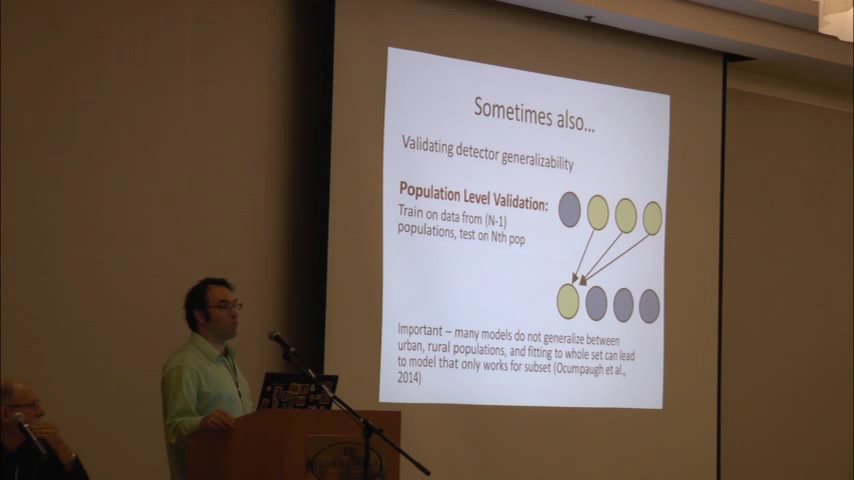 Sometimes also...
Validating detector generalizability
Population Level Validation:
Train on data from (N-1)
populations, test on Nth pop
Important – many models do not generalize between
urban, rural populations, and fitting to whole set can lead
to model that only works for subset (Ocumpaugh et al.,
2014)